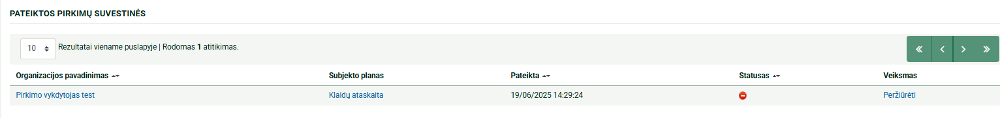 PATEIKTOS PIRKIMŲ SUVESTINĖS
10 Rezultatai viename puslapyje | Rodomas 1 atitikimas.
Organizacijos pavadinimas Subjekto planas Pateikta Statusas Veiksmas
Pirkimo vykdytojas test Klaidų ataskaita 19/06/2025 14:29:24 Peržiūrėti